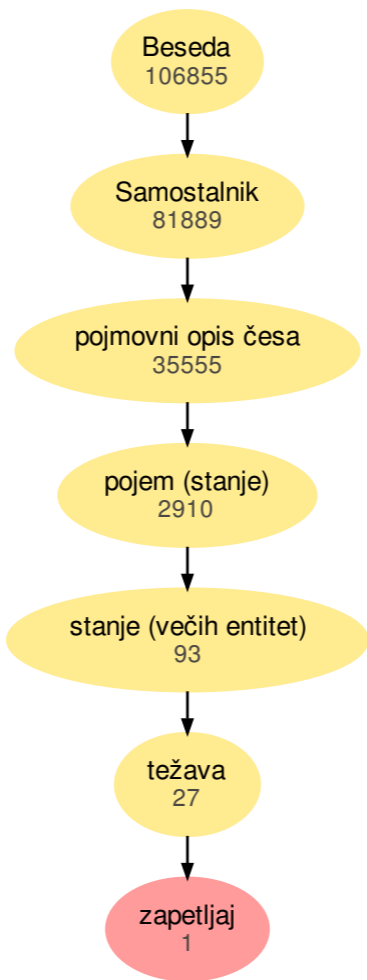 Beseda
106855
Samostalnik
81889
pojmovni opis česa
35555
pojem (stanje)
2910
stanje (večih entitet)
93
težava
27
zapetljaj
1